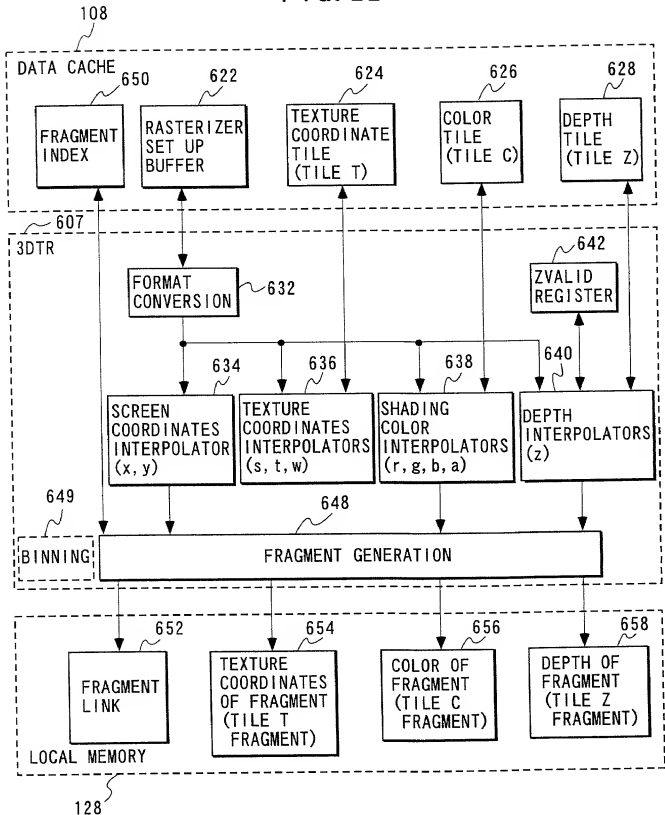 108
DATA CACHE
650
622
624
626
628
FRAGMENT
INDEX
RASTERIZER
SET UP
BUFFER
TEXTURE
COORDINATE
TILE
(TILE T)
COLOR
TILE
(TILE C)
DEPTH
TILE
(TILE Z)
607
3DTR
642
FORMAT
CONVERSION
632
ZVALID
REGISTER
634
636
638
640
SCREEN
COORDINATES
INTERPOLATOR
(x, y)
TEXTURE
COORDINATES
INTERPOLATORS
(s, t, w)
SHADING
COLOR
INTERPOLATORS
(r, g, b, a)
DEPTH
INTERPOLATORS
(z)
649
648
BINNING
FRAGMENT GENERATION
652
654
656
658
FRAGMENT
LINK
TEXTURE
COORDINATES
OF FRAGMENT
(TILE T
FRAGMENT)
COLOR OF
FRAGMENT
(TILE C
FRAGMENT)
DEPTH OF
FRAGMENT
(TILE Z
FRAGMENT)
LOCAL MEMORY
128